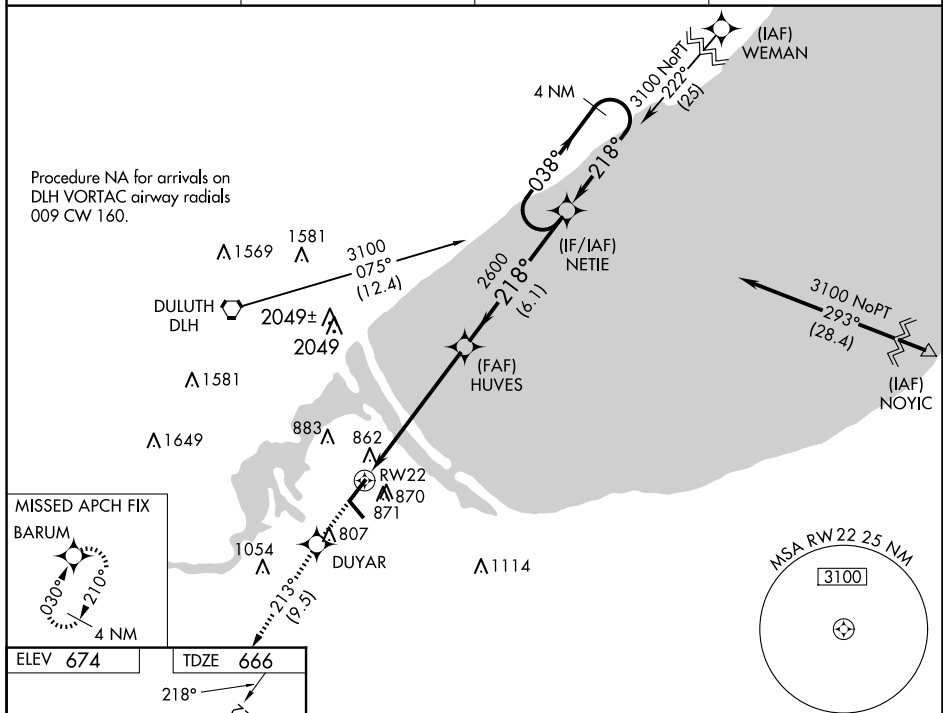 (IAF)
WEMAN
3100 NoPT
222°
(25)
4 NM
038°
218°
Procedure NA for arrivals on
DLH VORTAC airway radials
009 CW 160.
(IF/IAF)
NETIE
1569
1581
3100
075°
(12.4)
2600
218°
(6.1)
DULUTH
DLH
2049±
2049
3100 NoPT
293°
(28.4)
(IAF)
NOYIC
(FAF)
HUVES
1581
1649
883
862
RW22
870
871
MISSED APCH FIX
BARUM
030°
210°
4 NM
807
DUYAR
1054
1114
213°
(9.5)
MSA RW 22 25 NM
3100
ELEV 674
TDZE 666
218°